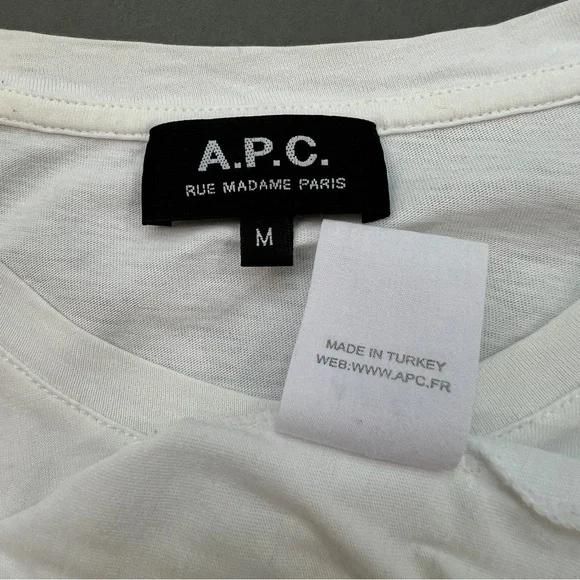 A.P.C.
RUE MADAME PARIS
M
MADE IN TURKEY
WEB:WWW.APC.FR